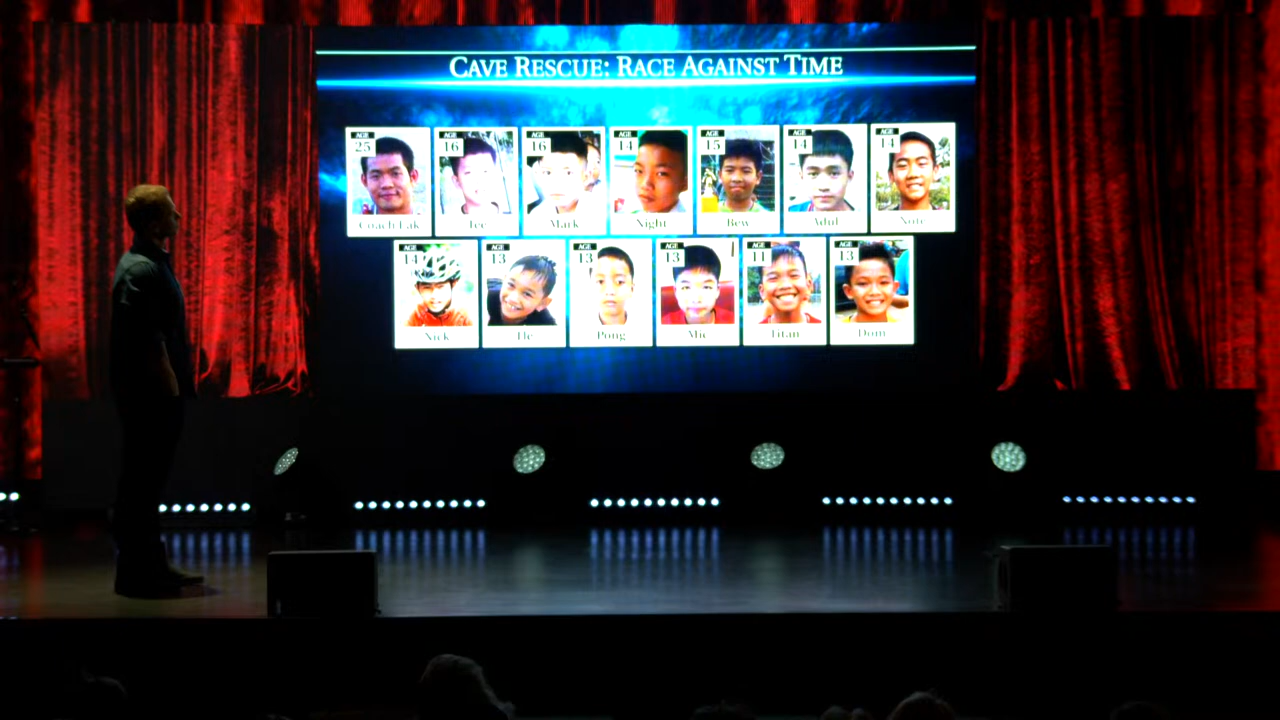 CAVE RESCUE: RACE AGAINST TIME
AGE 25
AGE 16
AGE 16
AGE 14
AGE 15
AGE 14
AGE 14
Coach Eak
Tee
Mark
Night
Bew
Adul
Note
AGE 14
AGE 13
AGE 13
AGE 13
AGE 11
AGE 13
Nick
Pong
Mic
Titan
Dom